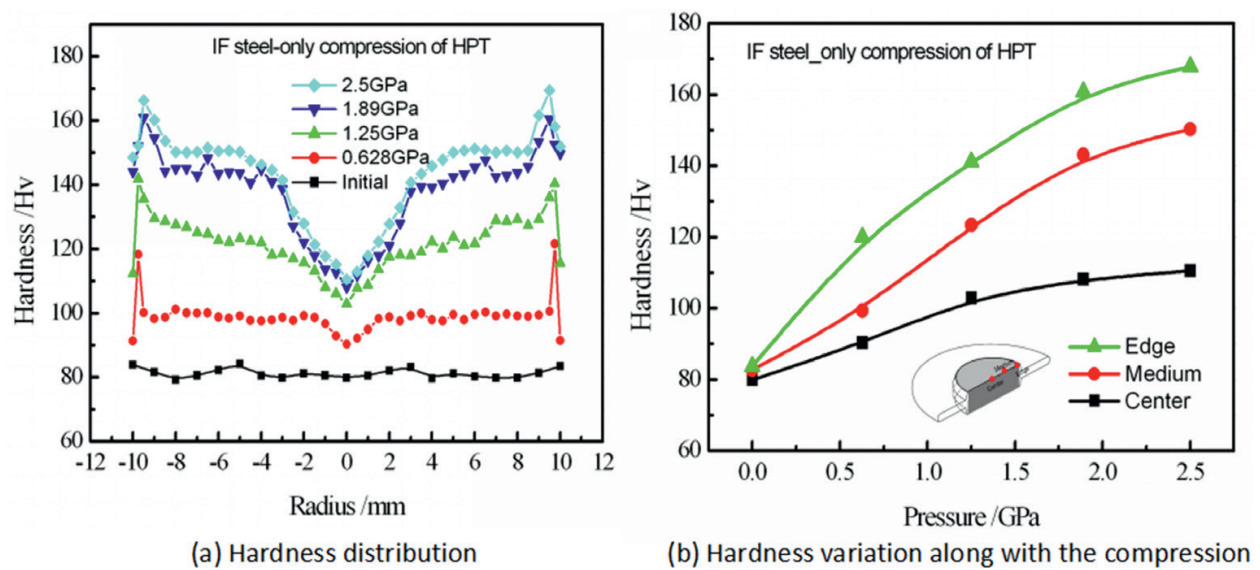 IF steel-only compression of HPT
2.5GPa
1.89GPa
1.25GPa
0.628GPa
Initial
Hardness /Hv
180
160
140
120
100
80
60
-12 -10 -8 -6 -4 -2 0 2 4 6 8 10 12
Radius /mm
(a) Hardness distribution
IF steel_only compression of HPT
Edge
Medium
Center
Center
Hardness /Hv
180
160
140
120
100
80
60
0.0 0.5 1.0 1.5 2.0 2.5
Pressure /GPa
(b) Hardness variation along with the compression